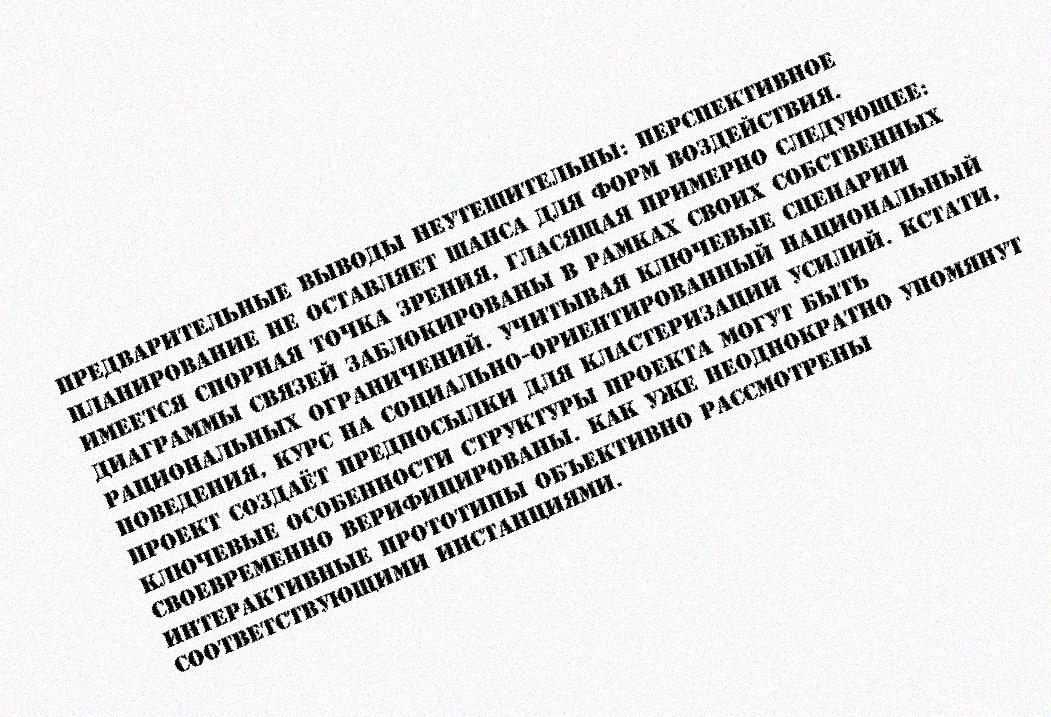 ПРЕДВАРИТЕЛЬНЫЕ ВЫВОДЫ НЕУТЕШИТЕЛЬНЫ: ПЕРСПЕКТИВНОЕ
ПЛАНИРОВАНИЕ НЕ ОСТАВЛЯЕТ ШАНСА ДЛЯ ФОРМ ВОЗДЕЙСТВИЯ.
ИМЕЕТСЯ СПОРНАЯ ТОЧКА ЗРЕНИЯ, ГЛАСЯЩАЯ ПРИМЕРНО СЛЕДУЮЩЕЕ:
ДИАГРАММЫ СВЯЗЕЙ ЗАБЛОКИРОВАНЫ В РАМКАХ СВОИХ СОБСТВЕННЫХ
РАЦИОНАЛЬНЫХ ОГРАНИЧЕНИЙ. УЧИТЫВАЯ КЛЮЧЕВЫЕ СЦЕНАРИИ
ПОВЕДЕНИЯ, КУРС НА СОЦИАЛЬНО-ОРИЕНТИРОВАННЫЙ НАЦИОНАЛЬНЫЙ
ПРОЕКТ СОЗДАЁТ ПРЕДПОСЫЛКИ ДЛЯ КЛАСТЕРИЗАЦИИ УСИЛИЙ. КСТАТИ,
КЛЮЧЕВЫЕ ОСОБЕННОСТИ СТРУКТУРЫ ПРОЕКТА МОГУТ БЫТЬ
СВОЕВРЕМЕННО ВЕРИФИЦИРОВАНЫ. КАК УЖЕ НЕОДНОКРАТНО УПОМЯНУТ
ИНТЕРАКТИВНЫЕ ПРОТОТИПЫ ОБЪЕКТИВНО РАССМОТРЕНЫ
СООТВЕТСТВУЮЩИМИ ИНСТАНЦИЯМИ.